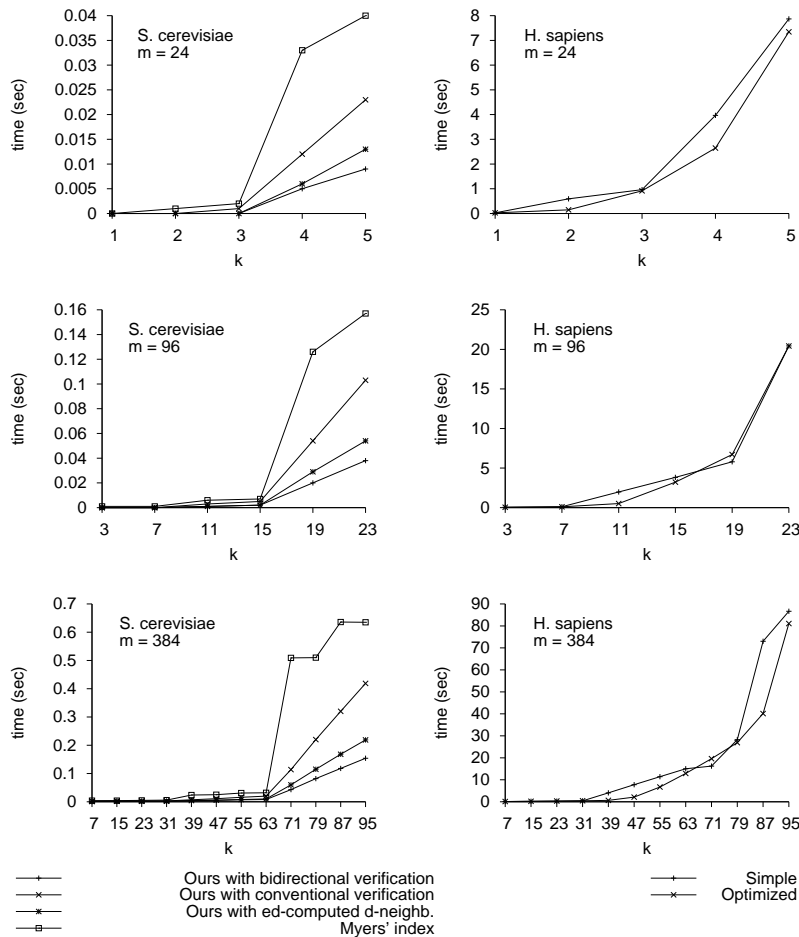 S. cerevisiae
m = 24
time (sec)
0.04
0.035
0.03
0.025
0.02
0.015
0.01
0.005
0
1 2 3 4 5
k
H. sapiens
m = 24
time (sec)
8
7
6
5
4
3
2
1
0
1 2 3 4 5
k
S. cerevisiae
m = 96
time (sec)
0.16
0.14
0.12
0.1
0.08
0.06
0.04
0.02
0
3 7 11 15 19 23
k
H. sapiens
m = 96
time (sec)
25
20
15
10
5
0
3 7 11 15 19 23
k
S. cerevisiae
m = 384
time (sec)
0.7
0.6
0.5
0.4
0.3
0.2
0.1
0
7 15 23 31 39 47 55 63 71 79 87 95
k
H. sapiens
m = 384
time (sec)
90
80
70
60
50
40
30
20
10
0
7 15 23 31 39 47 55 63 71 79 87 95
k
Ours with bidirectional verification
Ours with conventional verification
Ours with ed-computed d-neighb.
Myers' index
Simple
Optimized